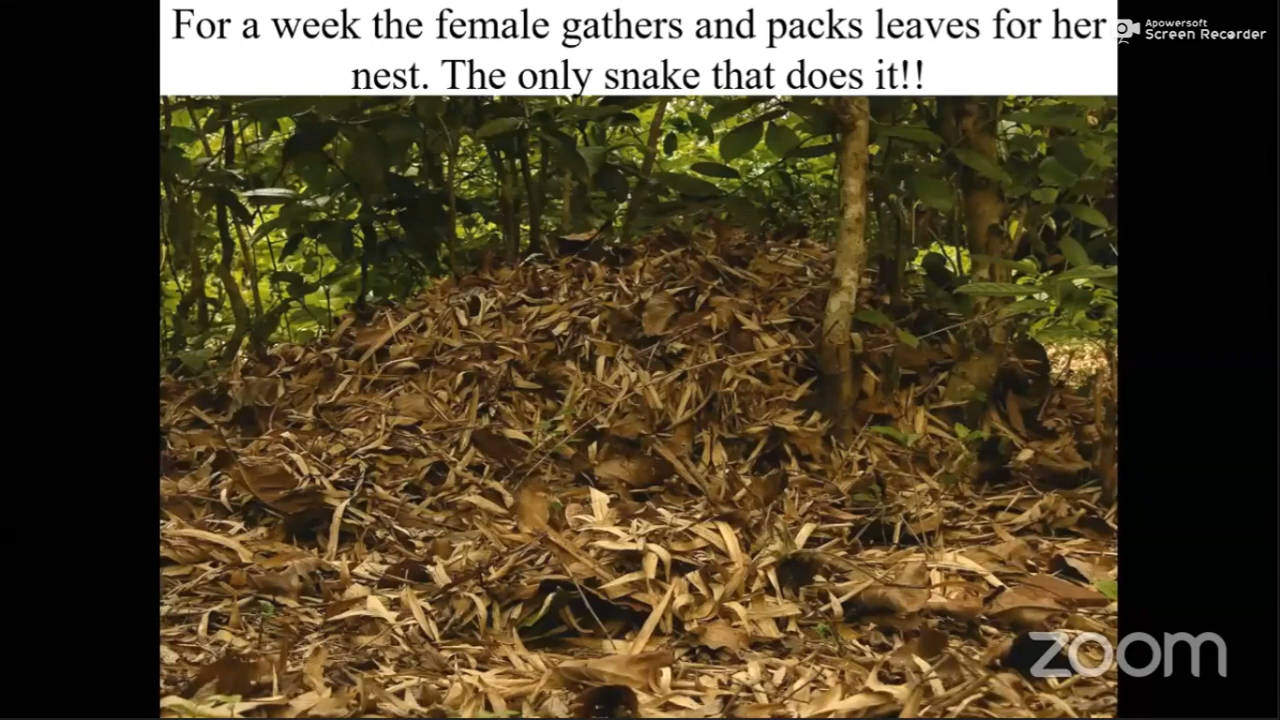 For a week the female gathers and packs leaves for her
nest. The only snake that does it!!
Apowersoft
Screen Recorder
zoom